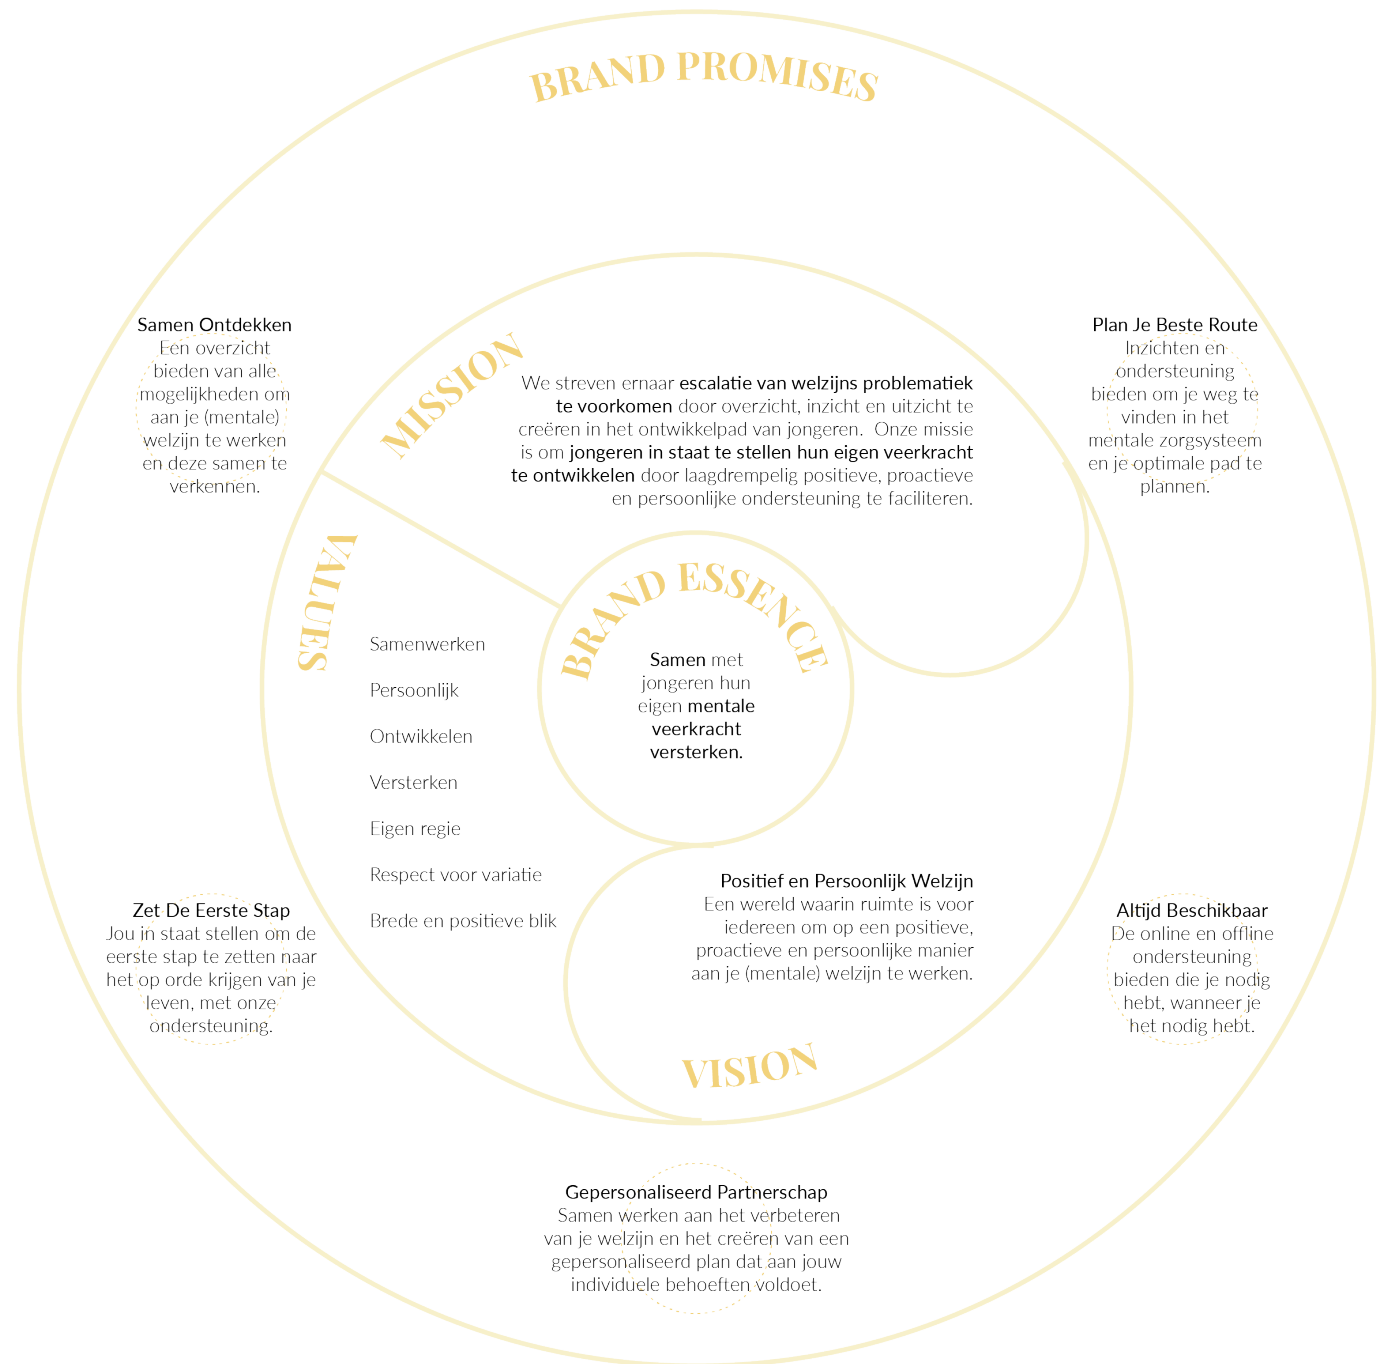 BRAND PROMISES
Samen Ontdekken
Een overzicht
bieden van alle
mogelijkheden om
aan je (mentale)
welzijn te werken
en deze samen te
verkennen.
Plan Je Beste Route
Inzichten en
ondersteuning
bieden om je weg te
vinden in het
mentale zorgsysteem
en je optimale pad te
plannen.
MISSION
We streven ernaar escalatie van welzijns problematiek
te voorkomen door overzicht, inzicht en uitzicht te
creëren in het ontwikkelpad van jongeren.  Onze missie
is om jongeren in staat te stellen hun eigen veerkracht
te ontwikkelen door laagdrempelig positieve, proactieve
en persoonlijke ondersteuning te faciliteren.
VALUES
Samenwerken
Persoonlijk
Ontwikkelen
Versterken
Eigen regie
Respect voor variatie
Brede en positieve blik
BRAND ESSENCE
Samen met
jongeren hun
eigen mentale
veerkracht
versterken.
Positief en Persoonlijk Welzijn
Een wereld waarin ruimte is voor
iedereen om op een positieve,
proactieve en persoonlijke manier
aan je (mentale) welzijn te werken.
VISION
Zet De Eerste Stap
Jou in staat stellen om de
eerste stap te zetten naar
het op orde krijgen van je
leven, met onze
ondersteuning.
Altijd Beschikbaar
De online en offline
ondersteuning
bieden die je nodig
hebt, wanneer je
het nodig hebt.
Gepersonaliseerd Partnerschap
Samen werken aan het verbeteren
van je welzijn en het creëren van een
gepersonaliseerd plan dat aan jouw
individuele behoeften voldoet.